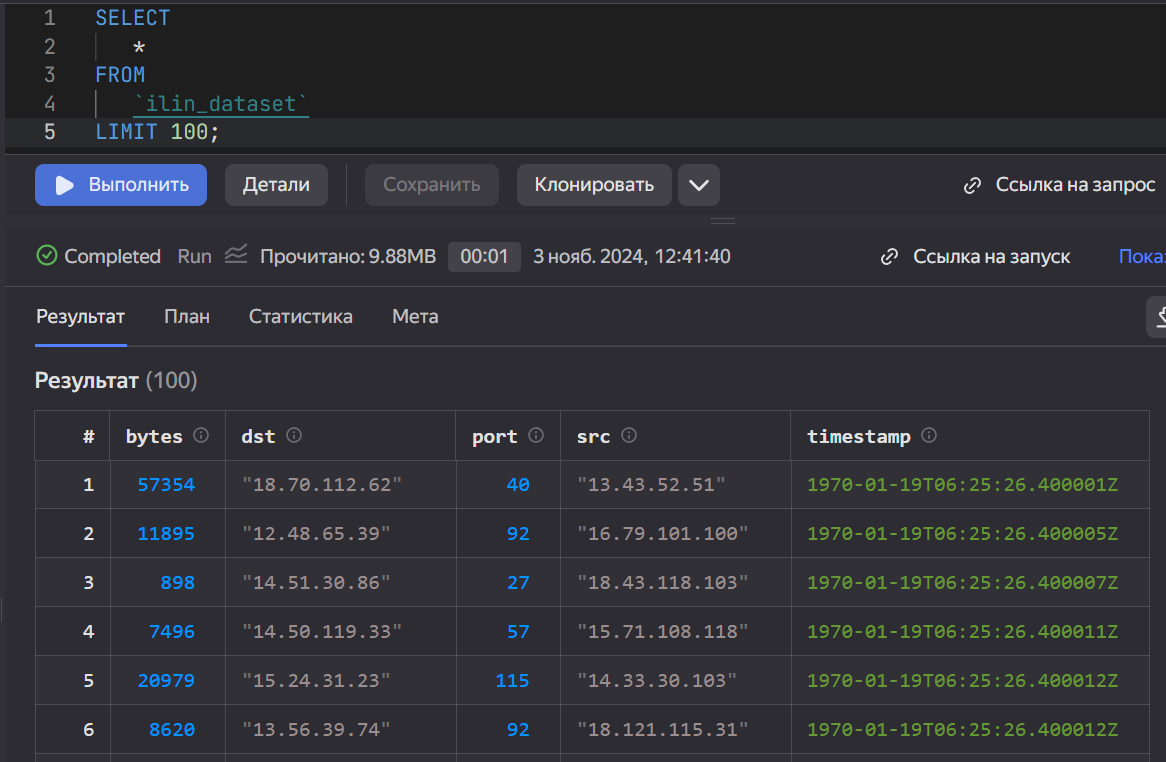 1 SELECT
2 *
3 FROM
4 `ilin_dataset`
5 LIMIT 100;
Выполнить Детали Сохранить Клонировать Ссылка на запрос
Completed Run Прочитано: 9.88MB 00:01 3 нояб. 2024, 12:41:40 Ссылка на запуск Пока
Результат План Статистика Мета
Результат (100)
# bytes dst port src timestamp
1 57354 "18.70.112.62" 40 "13.43.52.51" 1970-01-19T06:25:26.400001Z
2 11895 "12.48.65.39" 92 "16.79.101.100" 1970-01-19T06:25:26.400005Z
3 898 "14.51.30.86" 27 "18.43.118.103" 1970-01-19T06:25:26.400007Z
4 7496 "14.50.119.33" 57 "15.71.108.118" 1970-01-19T06:25:26.400011Z
5 20979 "15.24.31.23" 115 "14.33.30.103" 1970-01-19T06:25:26.400012Z
6 8620 "13.56.39.74" 92 "18.121.115.31" 1970-01-19T06:25:26.400012Z